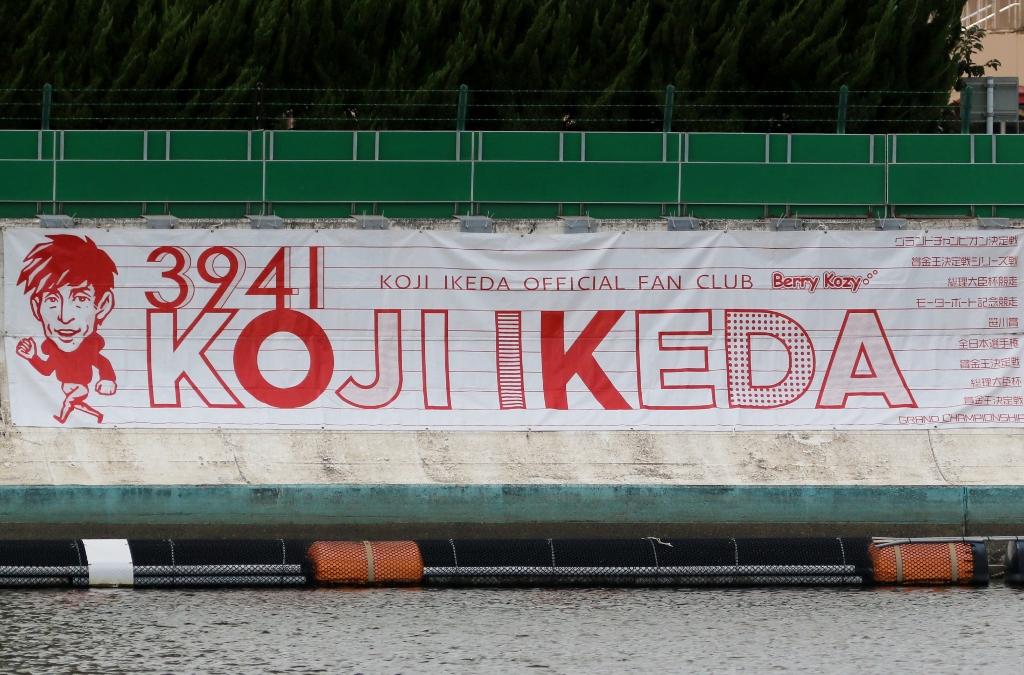 3941
KOJI IKEDA OFFICIAL FAN CLUB Berry Kozy
KOJI IKEDA
グランドチャンピオン決定戦
賞金王決定戦シリーズ戦
総理大臣杯競走
モーターボート記念競走
笹川賞
全日本選手権
賞金王決定戦
総理大臣杯
賞金王決定戦
GRAND CHAMPIONSHIP